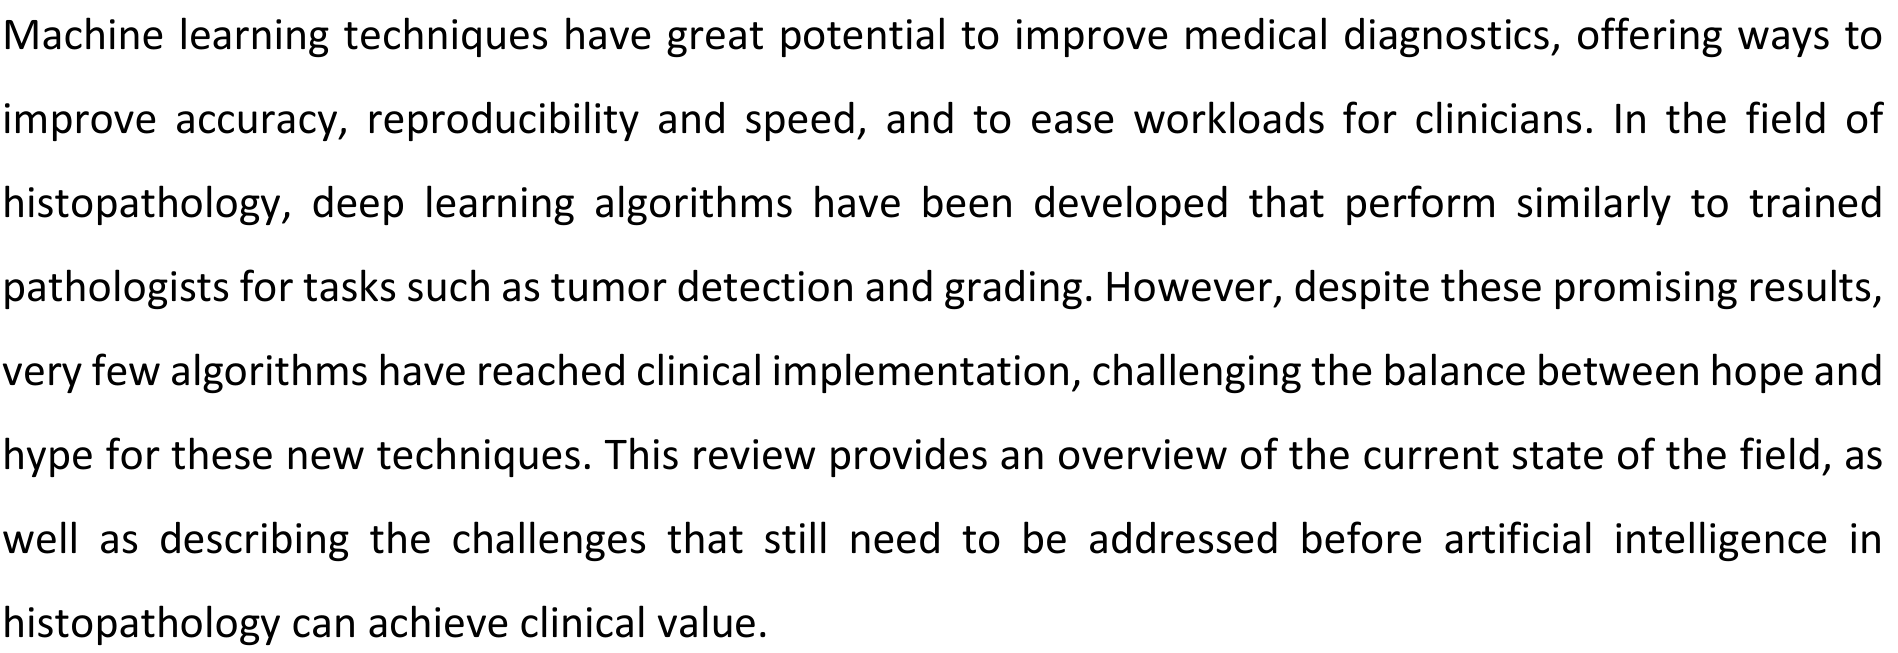 Machine learning techniques have great potential to improve medical diagnostics, offering ways to
improve accuracy, reproducibility and speed, and to ease workloads for clinicians. In the field of
histopathology, deep learning algorithms have been developed that perform similarly to trained
pathologists for tasks such as tumor detection and grading. However, despite these promising results,
very few algorithms have reached clinical implementation, challenging the balance between hope and
hype for these new techniques. This review provides an overview of the current state of the field, as
well as describing the challenges that still need to be addressed before artificial intelligence in
histopathology can achieve clinical value.